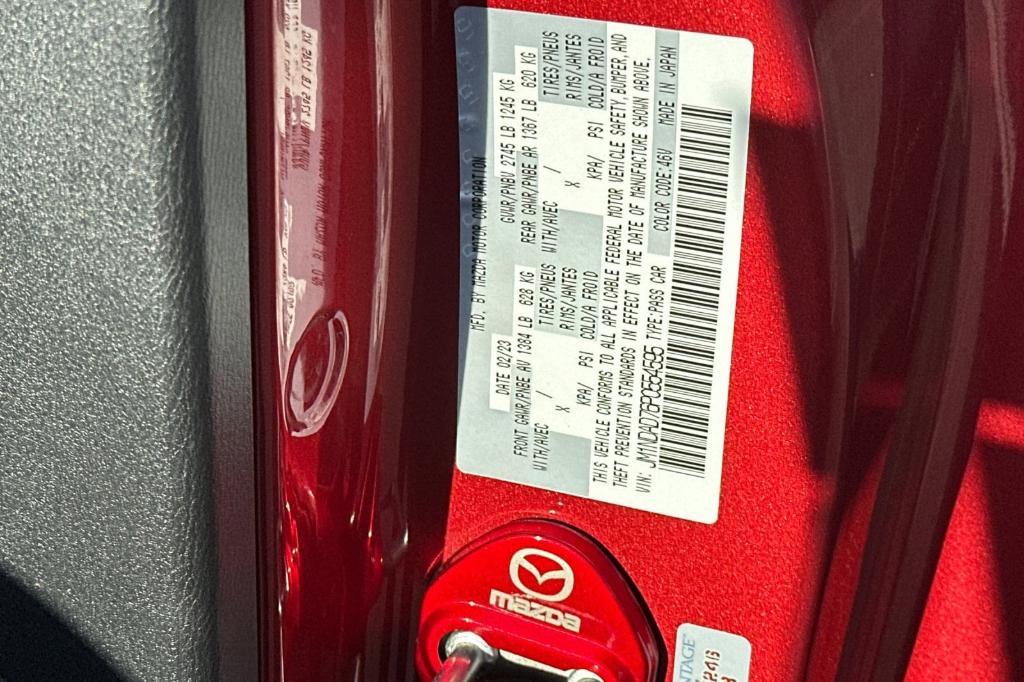 MFD. BY MAZDA MOTOR CORPORATION
DATE 02/23 GVWR/PNBV 2745 LB 1245 KG
FRONT GAWR/PNBE AV 1384 LB 628 KG REAR GAWR/PNBE AR 1367 LB 620 KG
WITH/AVEC / TIRES/PNEUS WITH/AVEC / TIRES/PNEUS
X RIMS/JANTES X RIMS/JANTES
KPA/ PSI COLD/A FROID KPA/ PSI COLD/A FROID
THIS VEHICLE CONFORMS TO ALL APPLICABLE FEDERAL MOTOR VEHICLE SAFETY, BUMPER, AND
THEFT PREVENTION STANDARDS IN EFFECT ON THE DATE OF MANUFACTURE SHOWN ABOVE.
VIN: JM1NDAD76P0554595 TYPE:PASS CAR COLOR CODE:46V MADE IN JAPAN
mazda